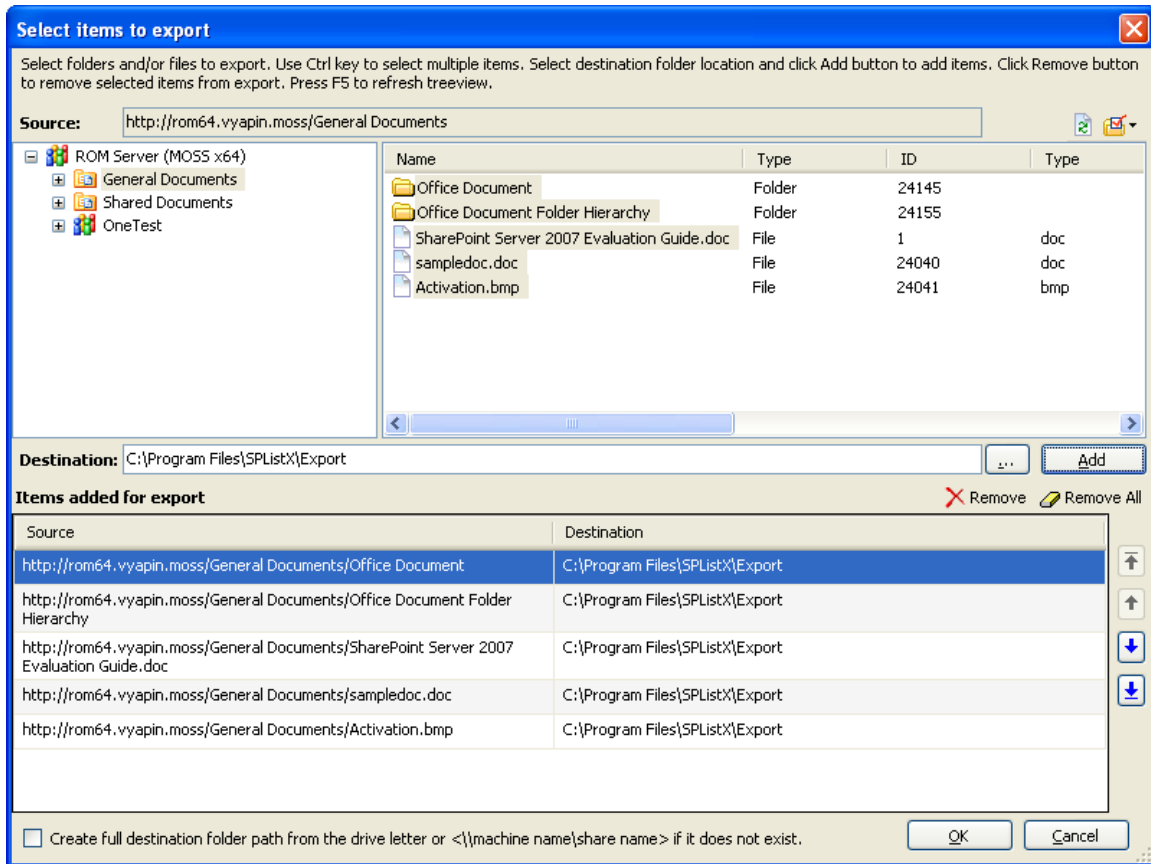 Select items to export
Select folders and/or files to export. Use Ctrl key to select multiple items. Select destination folder location and click Add button to add items. Click Remove button
to remove selected items from export. Press F5 to refresh treeview.
Source: http://rom64.vyapin.moss/General Documents
ROM Server (MOSS x64)
General Documents
Shared Documents
OneTest
Name Type ID Type
Office Document Folder 24145
Office Document Folder Hierarchy Folder 24155
SharePoint Server 2007 Evaluation Guide.doc File 1 doc
sampledoc.doc File 24040 doc
Activation.bmp File 24041 bmp
Destination: C:\Program Files\SPListX\Export ... Add
Items added for export Remove Remove All
Source Destination
http://rom64.vyapin.moss/General Documents/Office Document C:\Program Files\SPListX\Export
http://rom64.vyapin.moss/General Documents/Office Document Folder C:\Program Files\SPListX\Export
Hierarchy
http://rom64.vyapin.moss/General Documents/SharePoint Server 2007 C:\Program Files\SPListX\Export
Evaluation Guide.doc
http://rom64.vyapin.moss/General Documents/sampledoc.doc C:\Program Files\SPListX\Export
http://rom64.vyapin.moss/General Documents/Activation.bmp C:\Program Files\SPListX\Export
Create full destination folder path from the drive letter or <\\machine name\share name> if it does not exist. OK Cancel